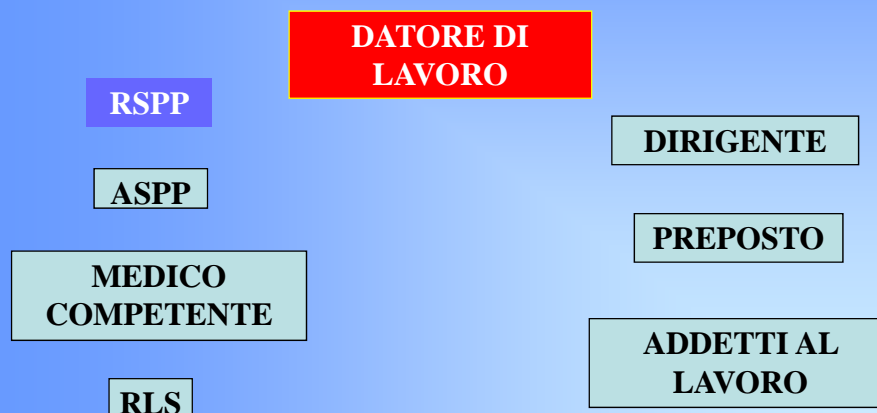 DATORE DI
LAVORO
RSPP
DIRIGENTE
ASPP
PREPOSTO
MEDICO
COMPETENTE
ADDETTI AL
LAVORO
RLS